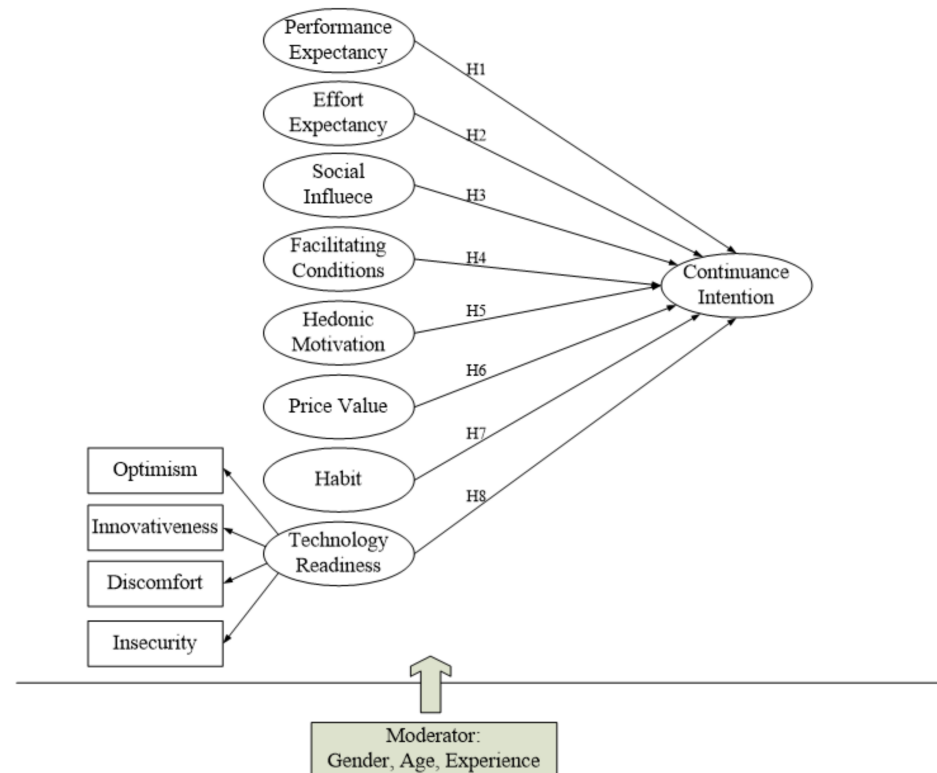 Performance
Expectancy
H1
Effort
Expectancy
H2
Social
Influece
H3
Facilitating
Conditions
H4
Continuance
Intention
Hedonic
Motivation
H5
Price Value
H6
Habit
H7
Technology
Readiness
H8
Optimism
Innovativeness
Discomfort
Insecurity
Moderator:
Gender, Age, Experience